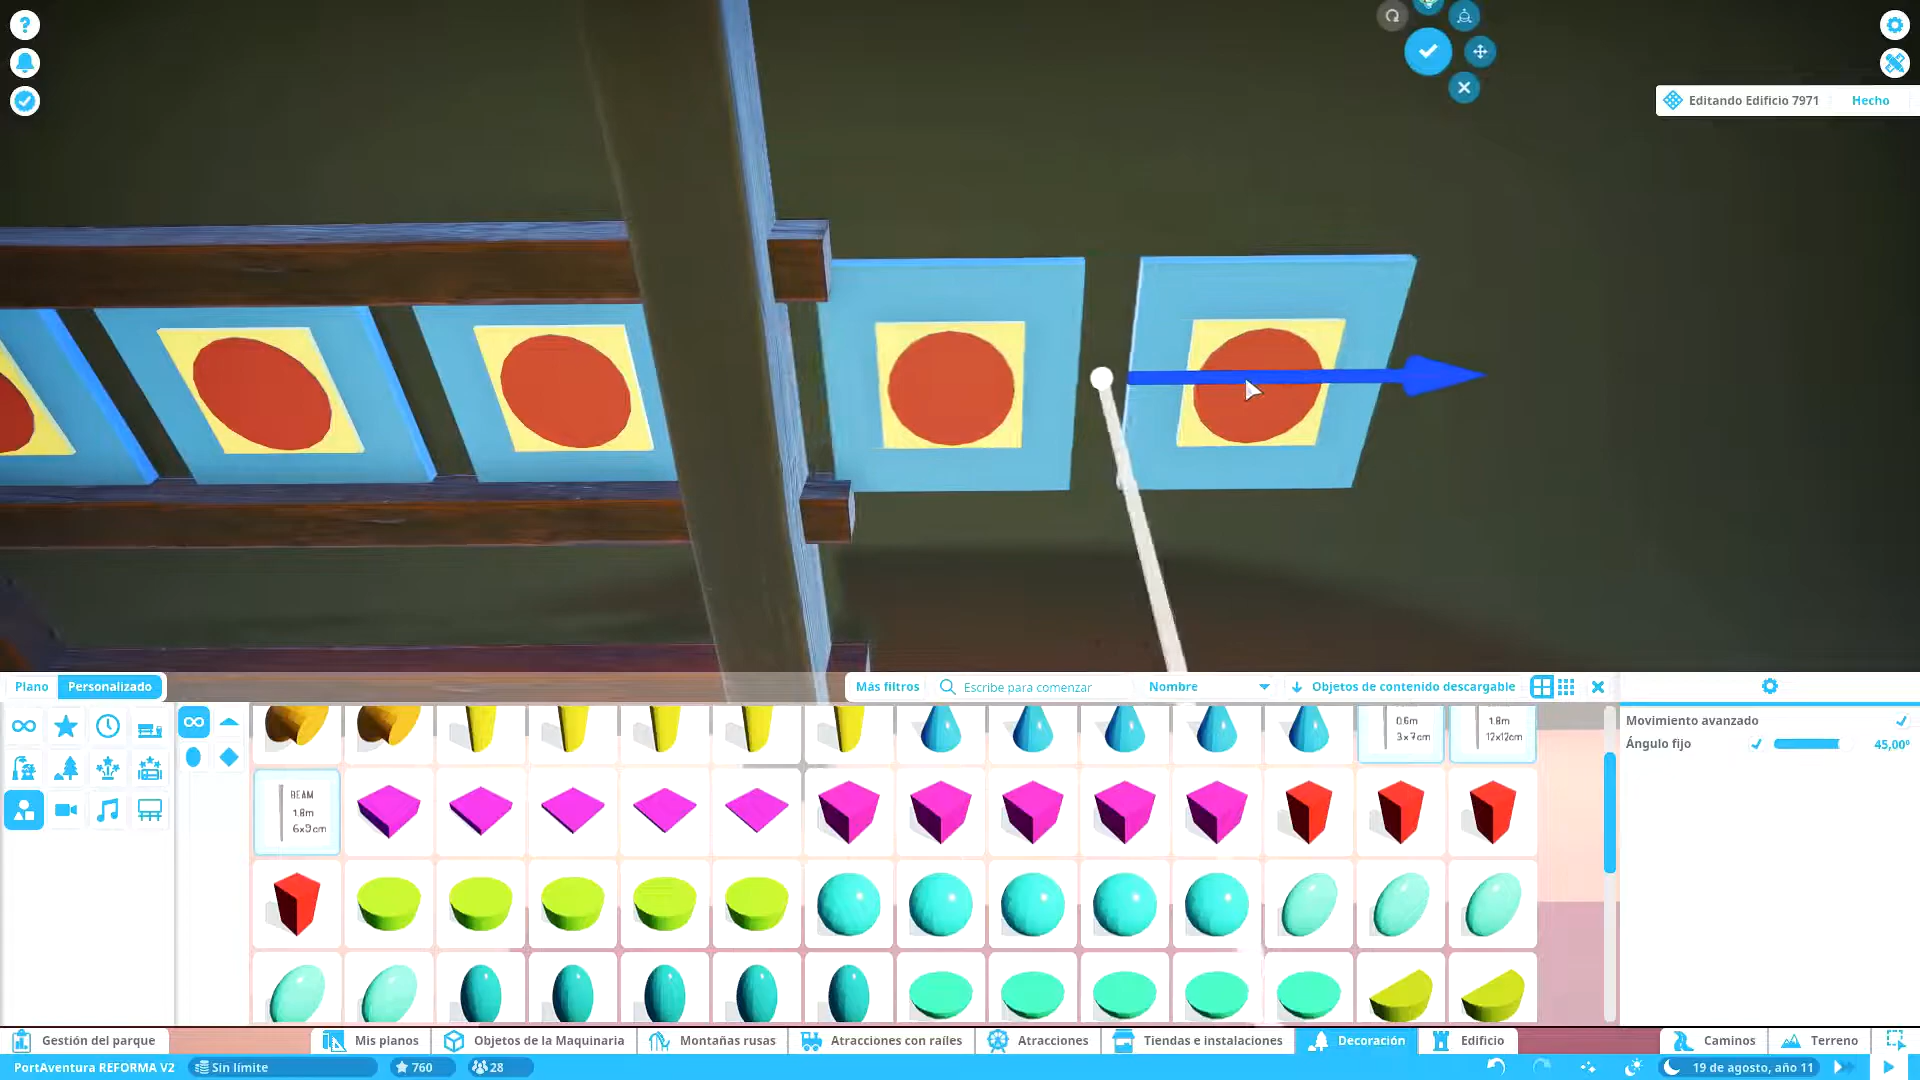 ?
Editando Edificio 7971 Hecho
Plano Personalizado
Más filtros Escribe para comenzar Nombre Objetos de contenido descargable
Movimiento avanzado
Ángulo fijo 45,00º
0.6m
3×7cm
1.8m
12x12cm
BEAM
1.8m
6x9cm
Gestión del parque Mis planos Objetos de la Maquinaria Montañas rusas Atracciones con raíles Atracciones Tiendas e instalaciones Decoración Edificio Caminos Terreno
PortAventura REFORMA V2 Sin límite 760 28 19 de agosto, año 11